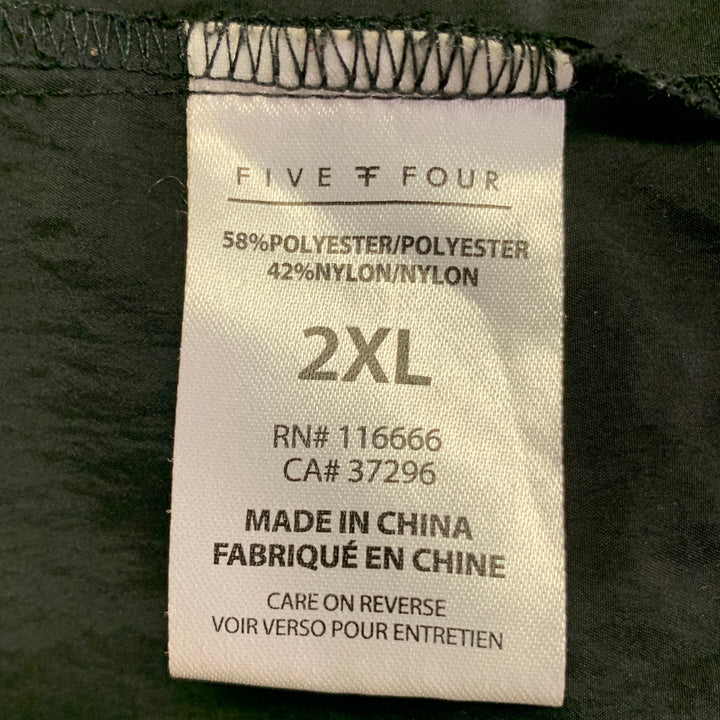 FIVE FOUR
58%POLYESTER/POLYESTER
42%NYLON/NYLON
2XL
RN# 116666
CA# 37296
MADE IN CHINA
FABRIQUÉ EN CHINE
CARE ON REVERSE
VOIR VERSO POUR ENTRETIEN